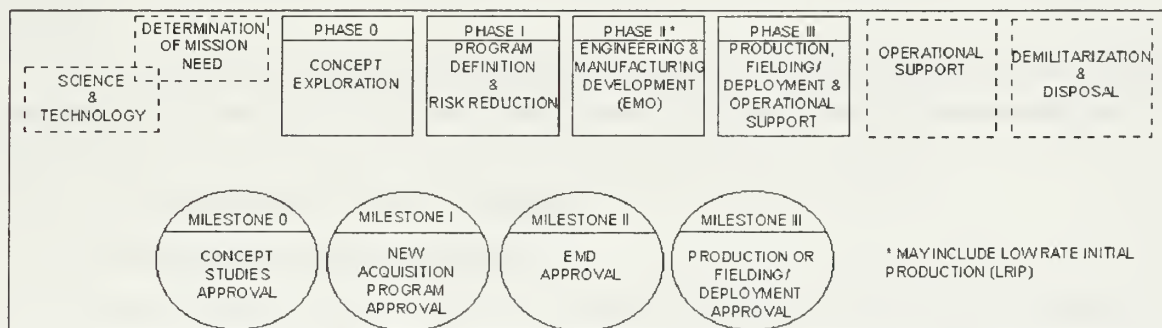 DETERMINATION
OF MISSION
NEED
SCIENCE
&
TECHNOLOGY
PHASE 0
CONCEPT
EXPLORATION
PHASE I
PROGRAM
DEFINITION
&
RISK REDUCTION
PHASE II*
ENGINEERING &
MANUFACTURING
DEVELOPMENT
(EMO)
PHASE III
PRODUCTION,
FIELDING/
DEPLOYMENT &
OPERATIONAL
SUPPORT
OPERATIONAL
SUPPORT
DEMILITARIZATION
&
DISPOSAL
MILESTONE 0
CONCEPT
STUDIES
APPROVAL
MILESTONE I
NEW
ACQUISITION
PROGRAM
APPROVAL
MILESTONE II
EMD
APPROVAL
MILESTONE III
PRODUCTION OR
FIELDING/
DEPLOYMENT
APPROVAL
* MAY INCLUDE LOW RATE INITIAL
PRODUCTION (LRIP)